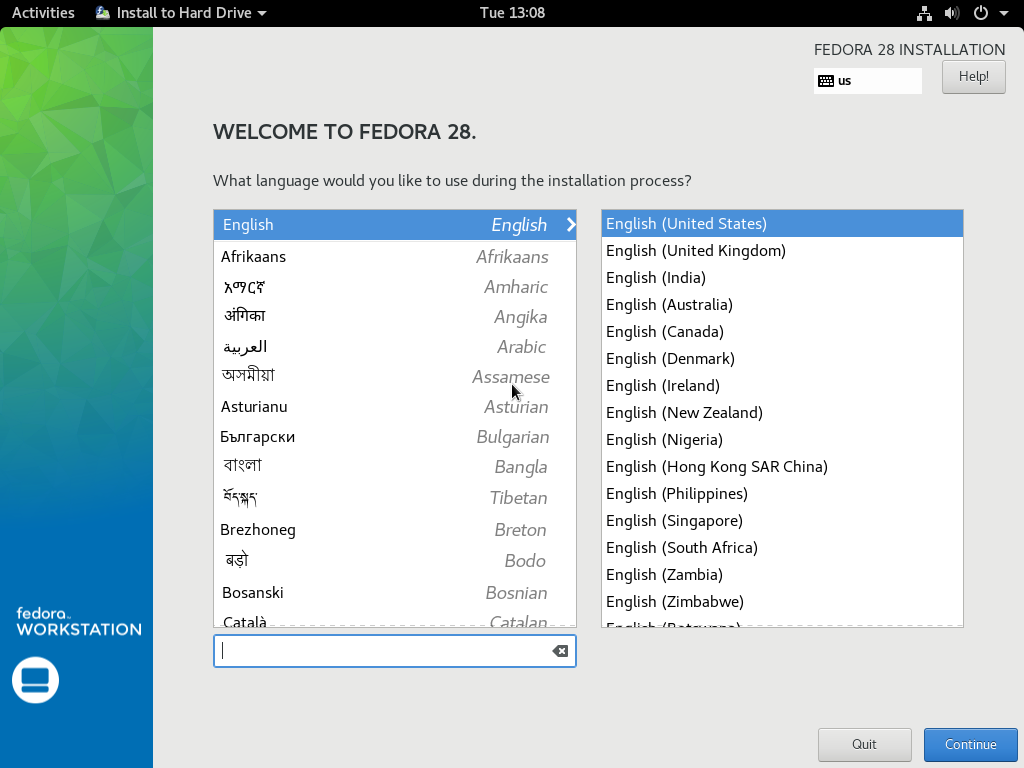 Activities Install to Hard Drive Tue 13:08
FEDORA 28 INSTALLATION
us Help!
WELCOME TO FEDORA 28.
What language would you like to use during the installation process?
English English
Afrikaans Afrikaans
አማርኛ Amharic
अंगिका Angika
العربية Arabic
অসমীয়া Assamese
Asturianu Asturian
Български Bulgarian
বাংলা Bangla
བོད་སྐད་ Tibetan
Brezhoneg Breton
बड़ो Bodo
Bosanski Bosnian
Català Catalan
English (United States)
English (United Kingdom)
English (India)
English (Australia)
English (Canada)
English (Denmark)
English (Ireland)
English (New Zealand)
English (Nigeria)
English (Hong Kong SAR China)
English (Philippines)
English (Singapore)
English (South Africa)
English (Zambia)
English (Zimbabwe)
English (Botswana)
fedora
WORKSTATION
Quit Continue